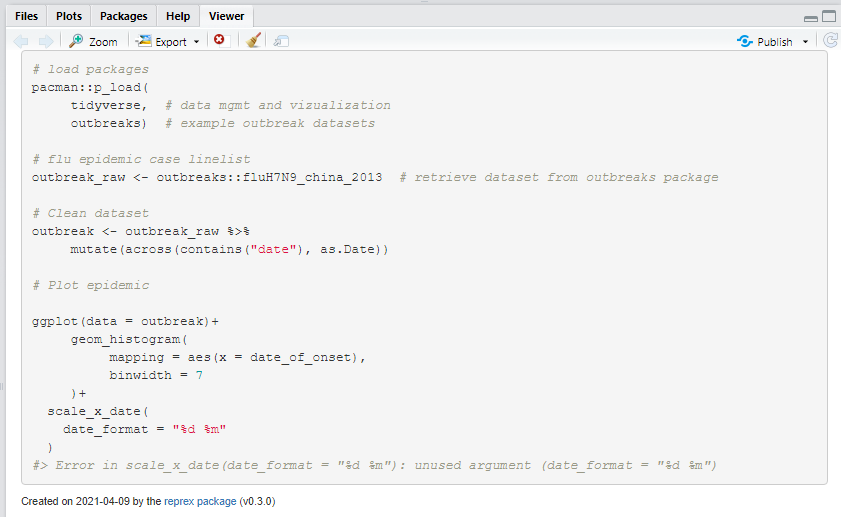 Files Plots Packages Help Viewer
Zoom Export Publish
# load packages
pacman::p_load(
     tidyverse,  # data mgmt and vizualization
     outbreaks)  # example outbreak datasets
# flu epidemic case linelist
outbreak_raw <- outbreaks::fluH7N9_china_2013  # retrieve dataset from outbreaks package
# Clean dataset
outbreak <- outbreak_raw %>%
     mutate(across(contains("date"), as.Date))
# Plot epidemic
ggplot(data = outbreak)+
     geom_histogram(
          mapping = aes(x = date_of_onset),
          binwidth = 7
     )+
  scale_x_date(
    date_format = "%d %m"
  )
#> Error in scale_x_date(date_format = "%d %m"): unused argument (date_format = "%d %m")
Created on 2021-04-09 by the reprex package (v0.3.0)